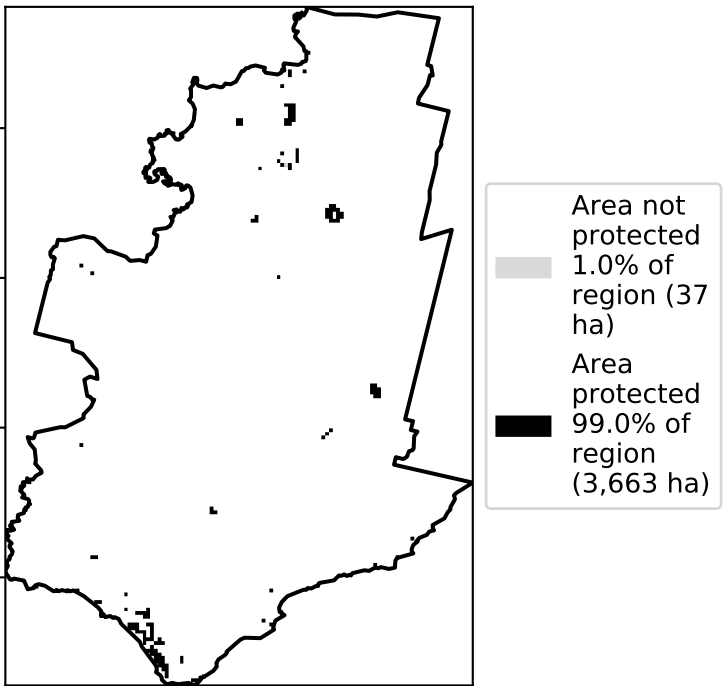 Area not
protected
1.0% of
region (37
ha)
Area
protected
99.0% of
region
(3,663 ha)